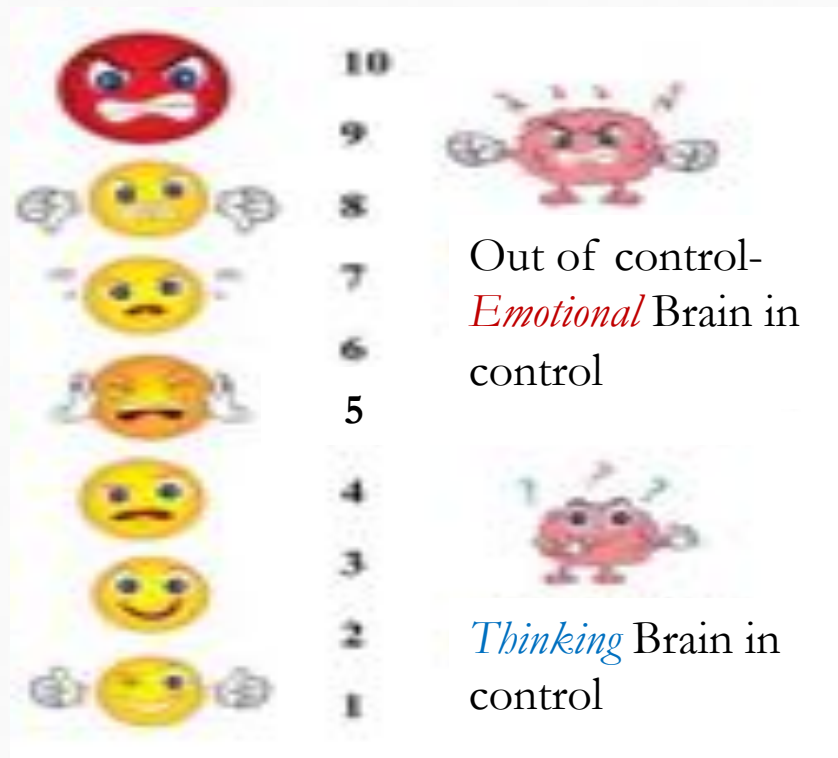 10
9
8
7
6
5
4
3
2
1
Out of control-
Emotional Brain in
control
? ? ?
Thinking Brain in
control